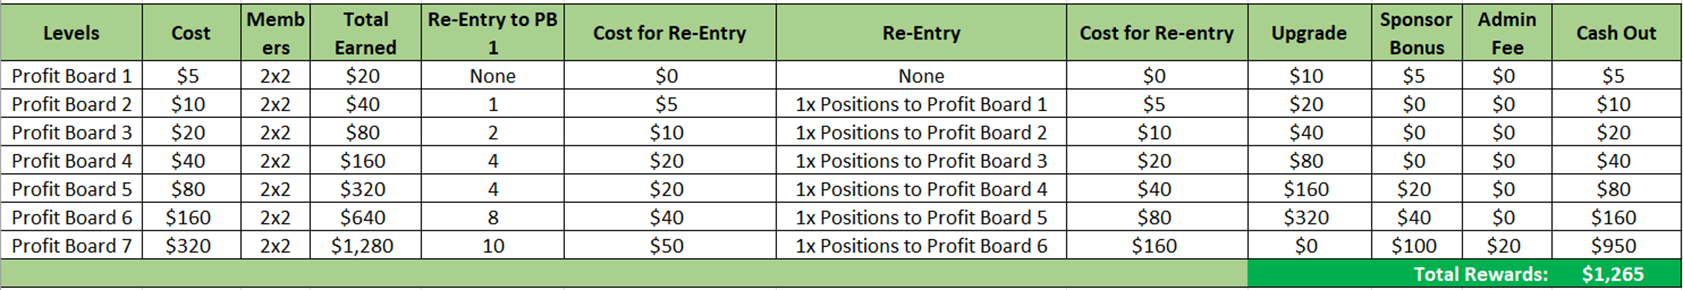 Levels Cost Memb ers Total Earned Re-Entry to PB 1 Cost for Re-Entry Re-Entry Cost for Re-entry Upgrade Sponsor Bonus Admin Fee Cash Out
Profit Board 1 $5 2x2 $20 None $0 None $0 $10 $5 $0 $5
Profit Board 2 $10 2x2 $40 1 $5 1x Positions to Profit Board 1 $5 $20 $0 $0 $10
Profit Board 3 $20 2x2 $80 2 $10 1x Positions to Profit Board 2 $10 $40 $0 $0 $20
Profit Board 4 $40 2x2 $160 4 $20 1x Positions to Profit Board 3 $20 $80 $0 $0 $40
Profit Board 5 $80 2x2 $320 4 $20 1x Positions to Profit Board 4 $40 $160 $20 $0 $80
Profit Board 6 $160 2x2 $640 8 $40 1x Positions to Profit Board 5 $80 $320 $40 $0 $160
Profit Board 7 $320 2x2 $1,280 10 $50 1x Positions to Profit Board 6 $160 $0 $100 $20 $950
Total Rewards: $1,265